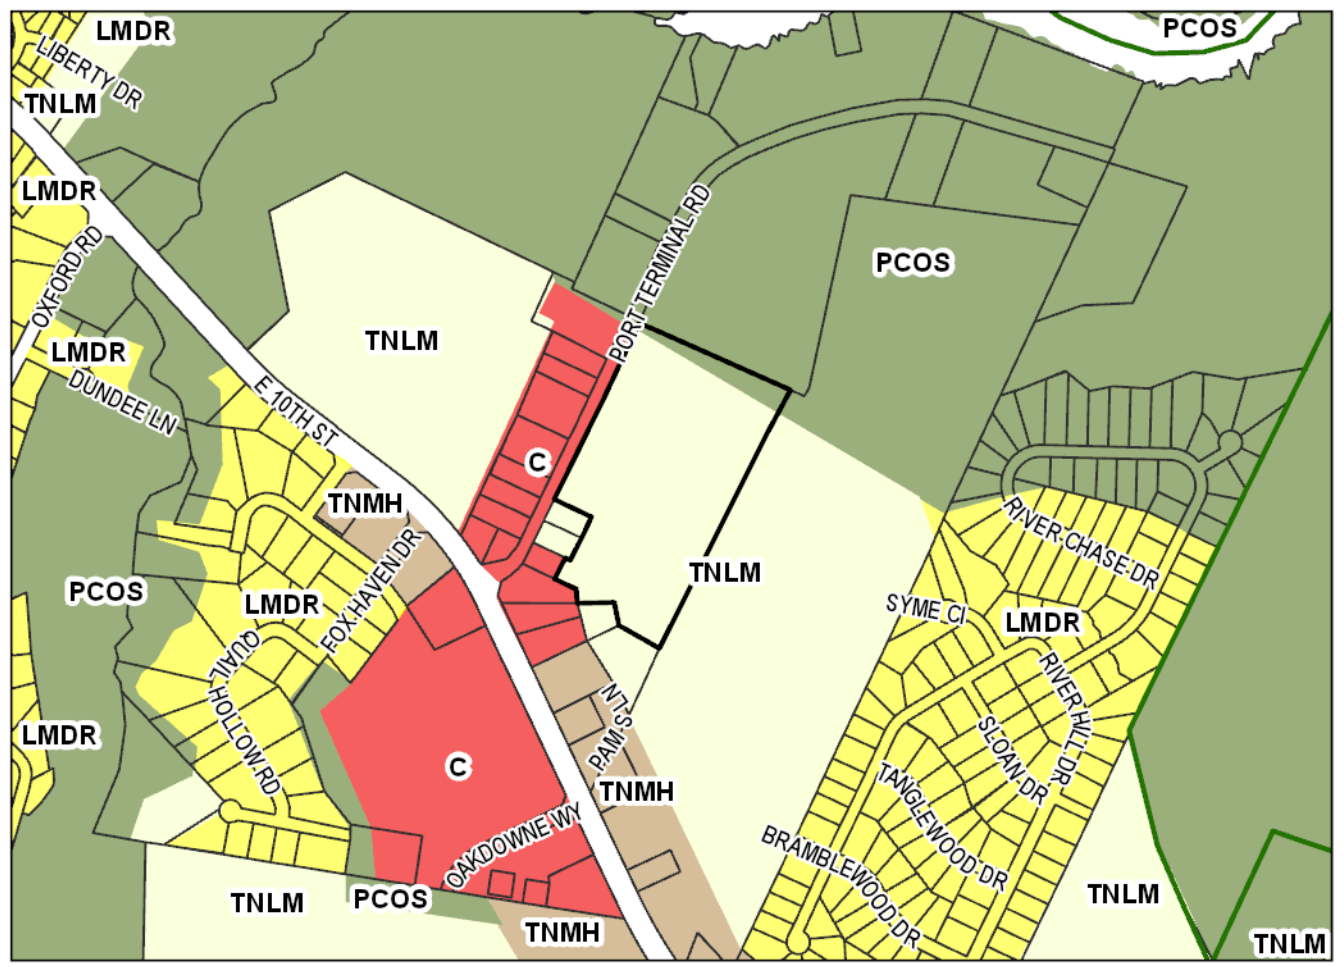 LMDR
PCOS
LIBERTY DR
TNLM
LMDR
PORT TERMINAL RD
OXFORD RD
PCOS
TNLM
LMDR
DUNDEE LN
E 10TH ST
C
TNMH
RIVER CHASE DR
FOX HAVEN DR
TNLM
PCOS
LMDR
SYME CI
LMDR
QUAIL HOLLOW RD
RIVER HILL DR
PAM'S LN
SLOAN DR
LMDR
C
TNMH
TANGLEWOOD DR
OAKDOWNE WY
BRAMBLEWOOD DR
TNLM
PCOS
TNLM
TNMH
TNLM